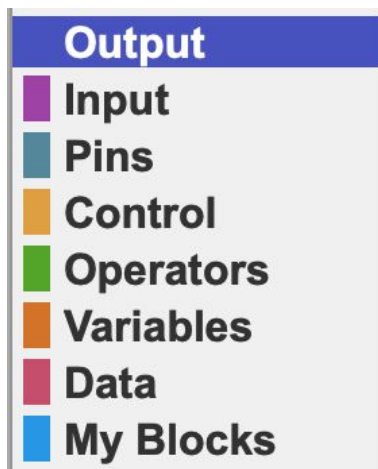 Output
Input
Pins
Control
Operators
Variables
Data
My Blocks